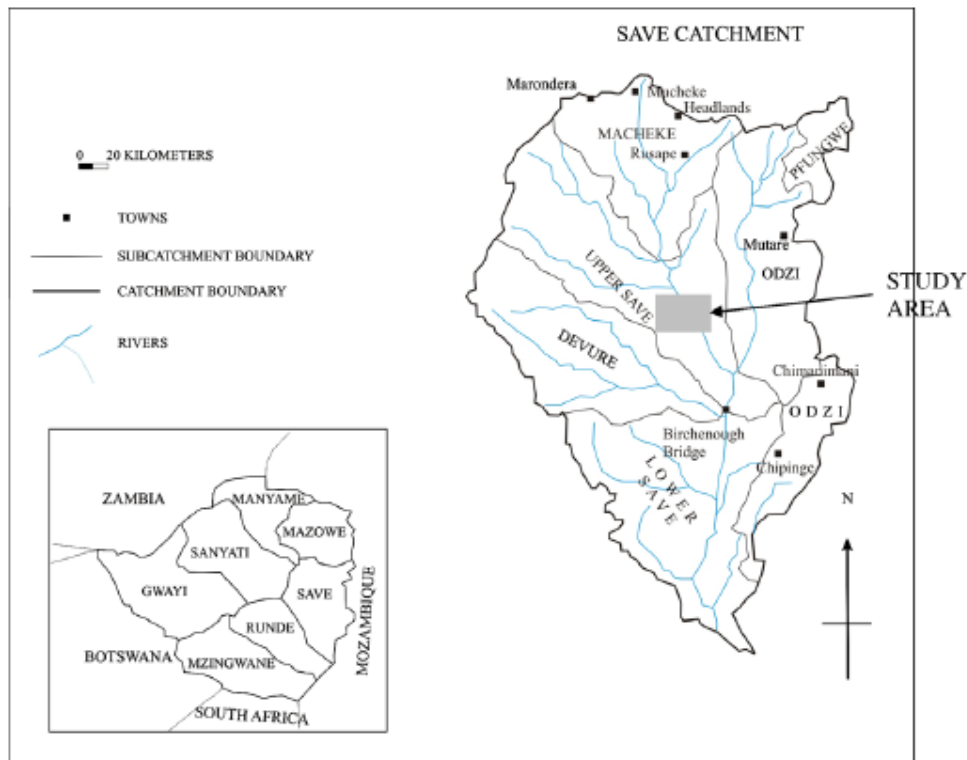 SAVE CATCHMENT
Marondera
Macheke
Headlands
MACHEKE
Rusape
PFUNGWE
0 20 KILOMETERS
TOWNS
SUBCATCHMENT BOUNDARY
CATCHMENT BOUNDARY
RIVERS
Mutare
ODZI
UPPER SAVE
STUDY
AREA
DEVURE
Chimanimani
ODZI
Birchenough
Bridge
Chipinge
LOWER
SAVE
N
ZAMBIA
MANYAME
MAZOWE
SANYATI
GWAYI
SAVE
RUNDE
MOZAMBIQUE
BOTSWANA
MZINGWANE
SOUTH AFRICA